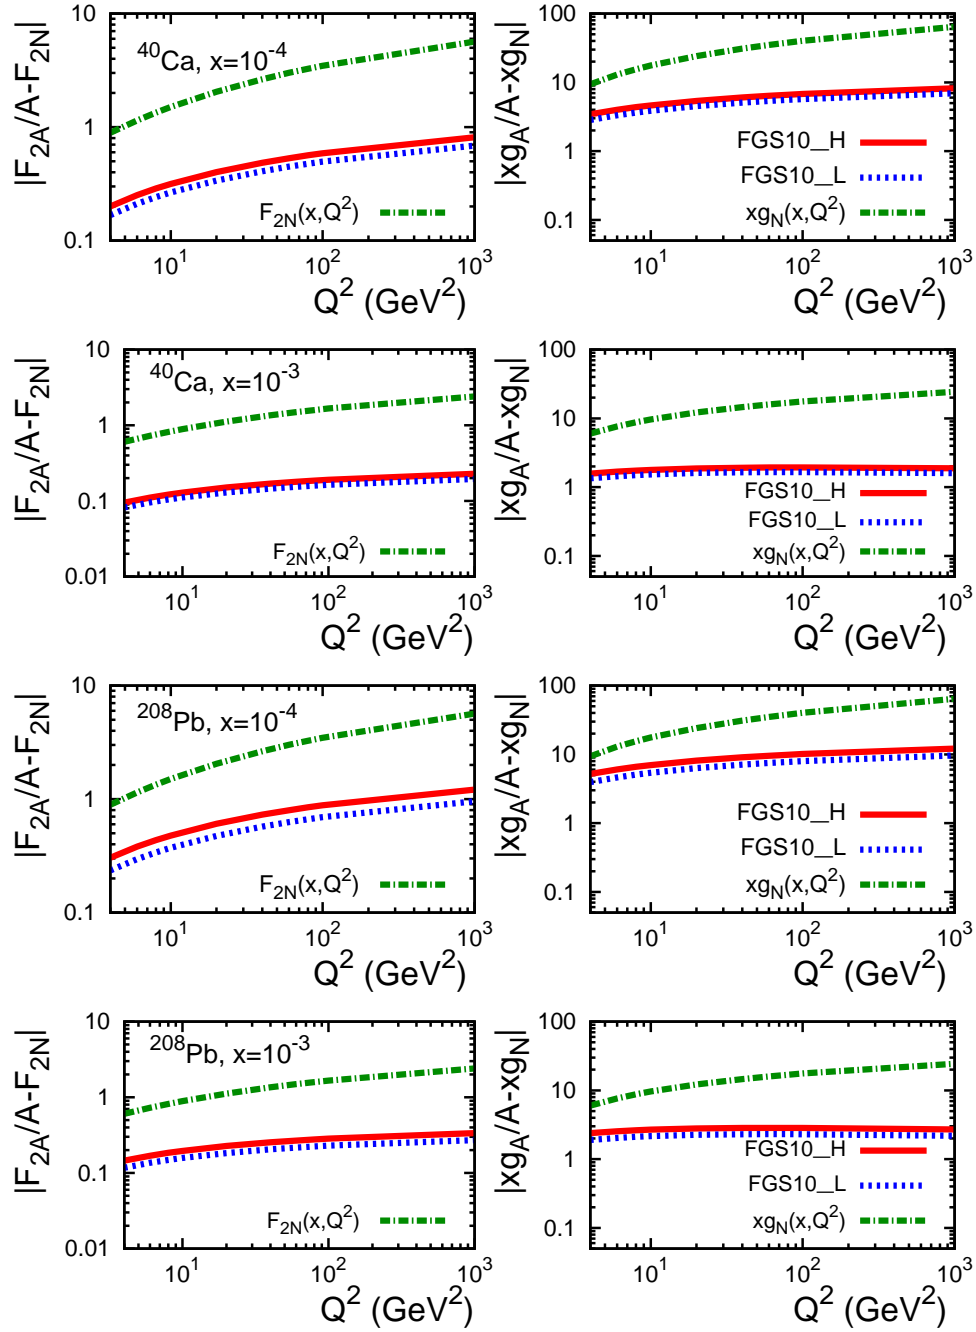 |F₂A/A-F₂N|
10
1
0.1
⁴⁰Ca, x=10⁻⁴
F₂N(x,Q²)
10¹ 10² 10³
Q² (GeV²)
|xgA/A-xgN|
100
10
1
0.1
FGS10_H
FGS10_L
xgN(x,Q²)
10¹ 10² 10³
Q² (GeV²)
|F₂A/A-F₂N|
10
1
0.1
0.01
⁴⁰Ca, x=10⁻³
F₂N(x,Q²)
10¹ 10² 10³
Q² (GeV²)
|xgA/A-xgN|
100
10
1
0.1
FGS10_H
FGS10_L
xgN(x,Q²)
10¹ 10² 10³
Q² (GeV²)
|F₂A/A-F₂N|
10
1
0.1
²⁰⁸Pb, x=10⁻⁴
F₂N(x,Q²)
10¹ 10² 10³
Q² (GeV²)
|xgA/A-xgN|
100
10
1
0.1
FGS10_H
FGS10_L
xgN(x,Q²)
10¹ 10² 10³
Q² (GeV²)
|F₂A/A-F₂N|
10
1
0.1
0.01
²⁰⁸Pb, x=10⁻³
F₂N(x,Q²)
10¹ 10² 10³
Q² (GeV²)
|xgA/A-xgN|
100
10
1
0.1
FGS10_H
FGS10_L
xgN(x,Q²)
10¹ 10² 10³
Q² (GeV²)